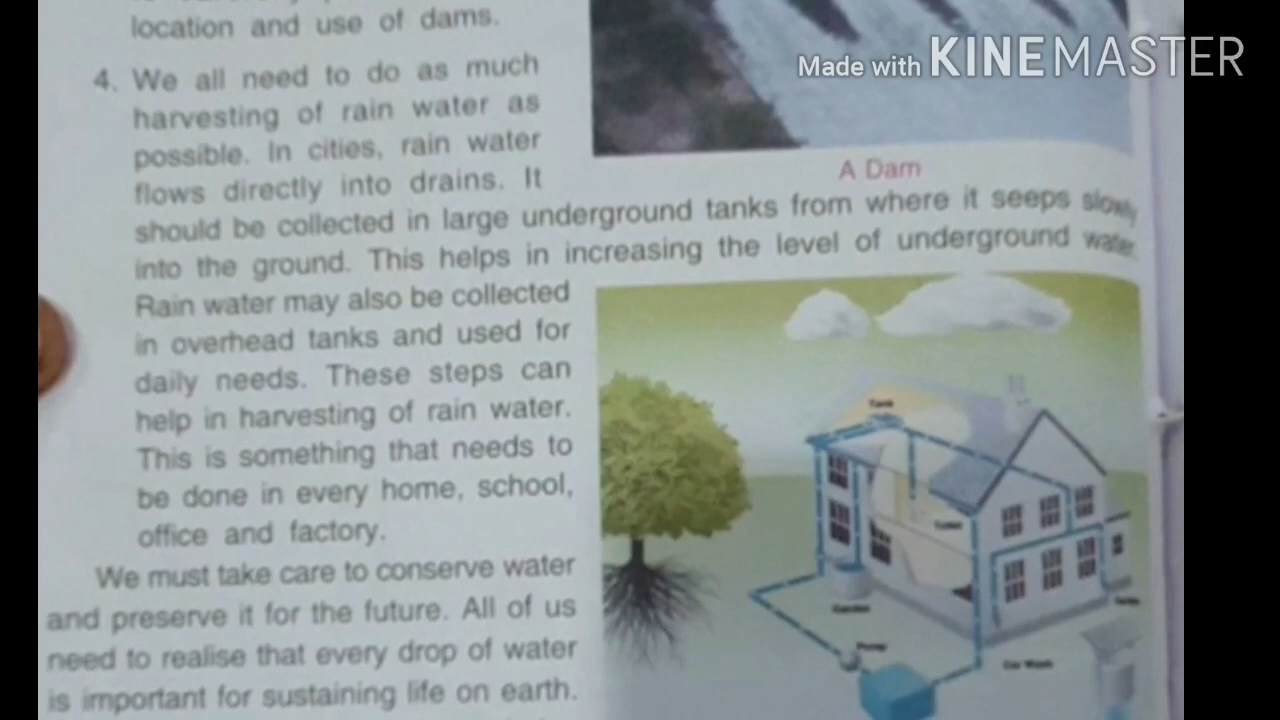 location and use of dams.
Made with KINEMASTER
4. We all need to do as much
harvesting of rain water as
possible. In cities, rain water
flows directly into drains. It
A Dam
should be collected in large underground tanks from where it seeps slowly
into the ground. This helps in increasing the level of underground water
Rain water may also be collected
in overhead tanks and used for
daily needs. These steps can
help in harvesting of rain water.
This is something that needs to
be done in every home, school,
office and factory.
We must take care to conserve water
and preserve it for the future. All of us
need to realise that every drop of water
is important for sustaining life on earth.
Tank
Toilet
Garden
Pump
Car Wash